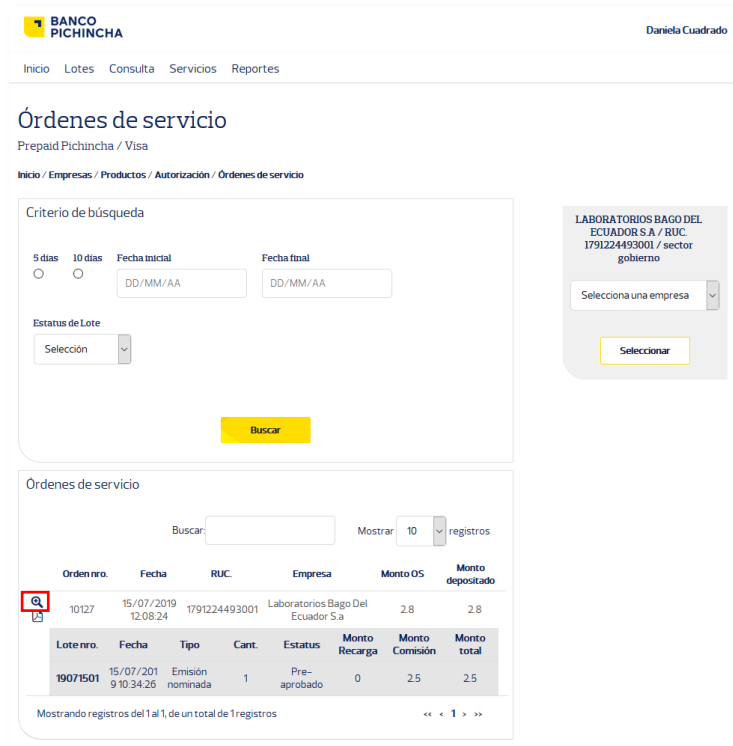 BANCO
PICHINCHA
Daniela Cuadrado
Inicio Lotes Consulta Servicios Reportes
Órdenes de servicio
Prepaid Pichincha / Visa
Inicio / Empresas / Productos / Autorización / Órdenes de servicio
Criterio de búsqueda
5 días 10 días Fecha inicial Fecha final
DD/MM/AA DD/MM/AA
Estatus de Lote
Selección
Buscar
LABORATORIOS BAGO DEL
ECUADOR S.A / RUC.
1791224493001 / sector
gobierno
Selecciona una empresa
Seleccionar
Órdenes de servicio
Buscar: Mostrar 10 registros
Orden nro. Fecha RUC. Empresa Monto OS Monto
depositado
10127 15/07/2019
12:08:24 1791224493001 Laboratorios Bago Del
Ecuador S.a 2.8 2.8
Lote nro. Fecha Tipo Cant. Estatus Monto
Recarga Monto
Comisión Monto
total
19071501 15/07/201
9 10:34:26 Emisión
nominada 1 Pre-
aprobado 0 2.5 2.5
Mostrando registros del 1 al 1, de un total de 1 registros
‹‹ ‹ 1 › ››